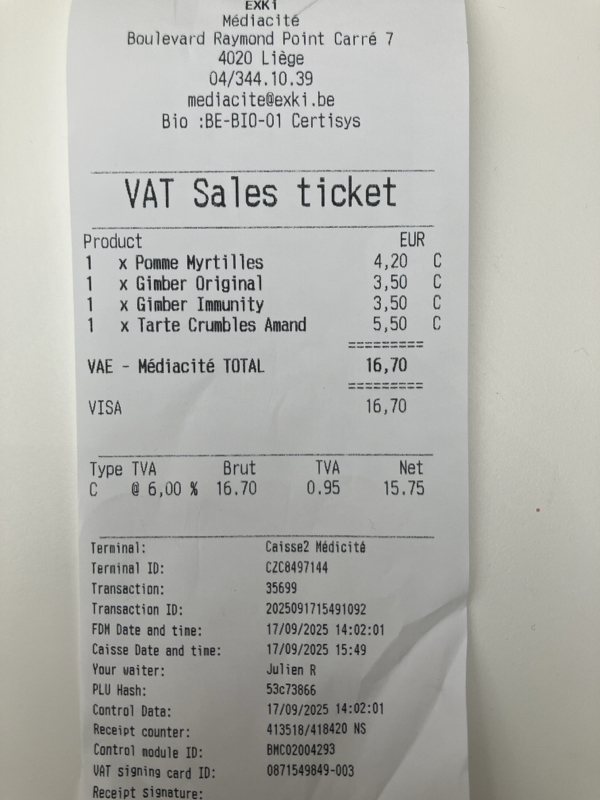 EXKi
Médiacité
Boulevard Raymond Point Carré 7
4020 Liège
04/344.10.39
mediacite@exki.be
Bio :BE-BIO-01 Certisys
VAT Sales ticket
Product EUR
1 x Pomme Myrtilles 4,20 C
1 x Gimber Original 3,50 C
1 x Gimber Immunity 3,50 C
1 x Tarte Crumbles Amand 5,50 C
=========
VAE - Médiacité TOTAL 16,70
=========
VISA 16,70
Type TVA Brut TVA Net
C @ 6,00 % 16.70 0.95 15.75
Terminal: Caisse2 Médicité
Terminal ID: CZC8497144
Transaction: 35699
Transaction ID: 2025091715491092
FDM Date and time: 17/09/2025 14:02:01
Caisse Date and time: 17/09/2025 15:49
Your waiter: Julien R
PLU Hash: 53c73866
Control Data: 17/09/2025 14:02:01
Receipt counter: 413518/418420 NS
Control module ID: BMC02004293
VAT signing card ID: 0871549849-003
Receipt signature: